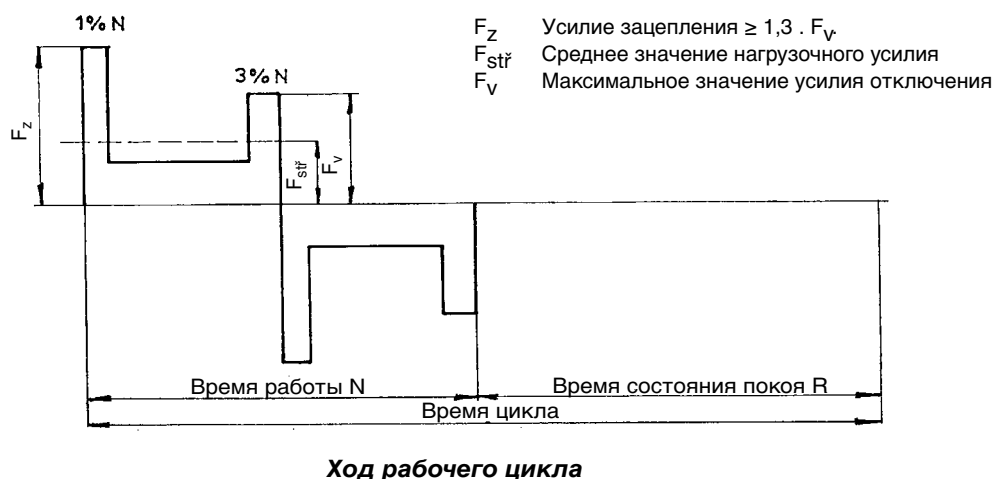 1% N
F_z Усилие зацепления ≥ 1,3 . F_v.
F_stř Среднее значение нагрузочного усилия
F_v Максимальное значение усилия отключения
3% N
F_z
F_stř
F_v
Время работы N
Время состояния покоя R
Время цикла
Ход рабочего цикла